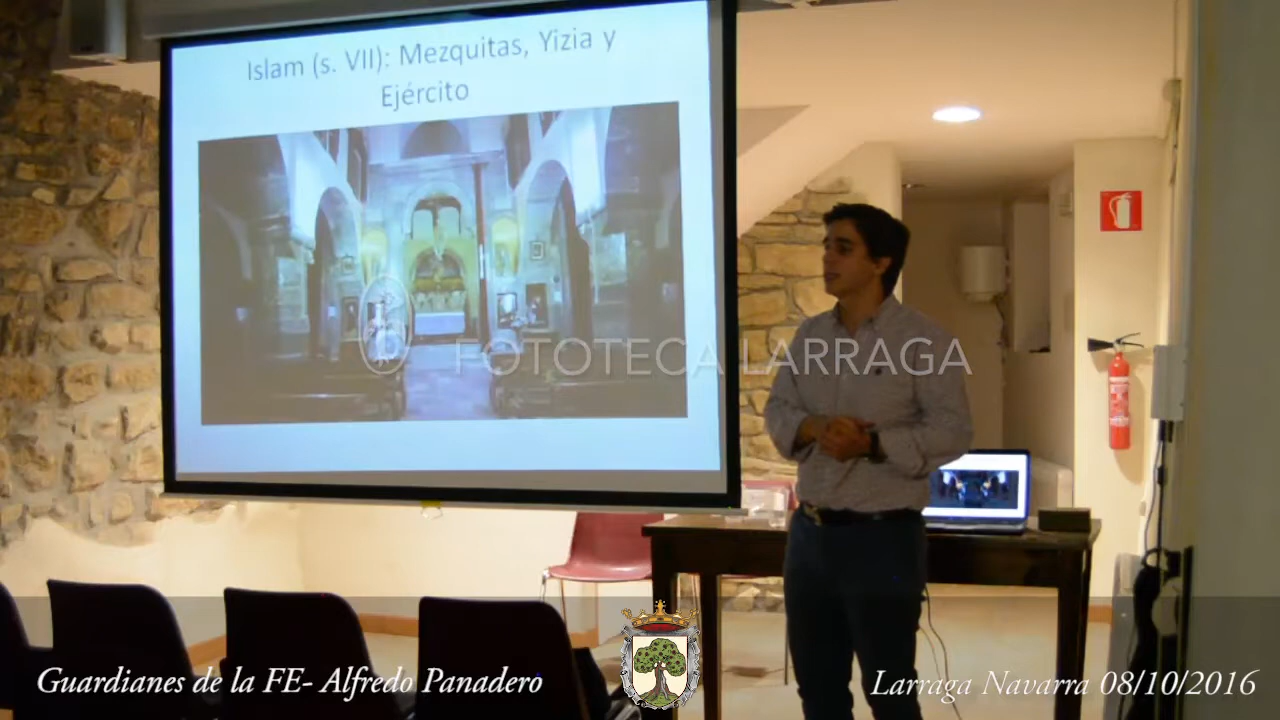 Islam (s. VII): Mezquitas, Yizia y
Ejército
FOTOTECA LARRAGA
Guardianes de la FE- Alfredo Panadero
Larraga Navarra 08/10/2016